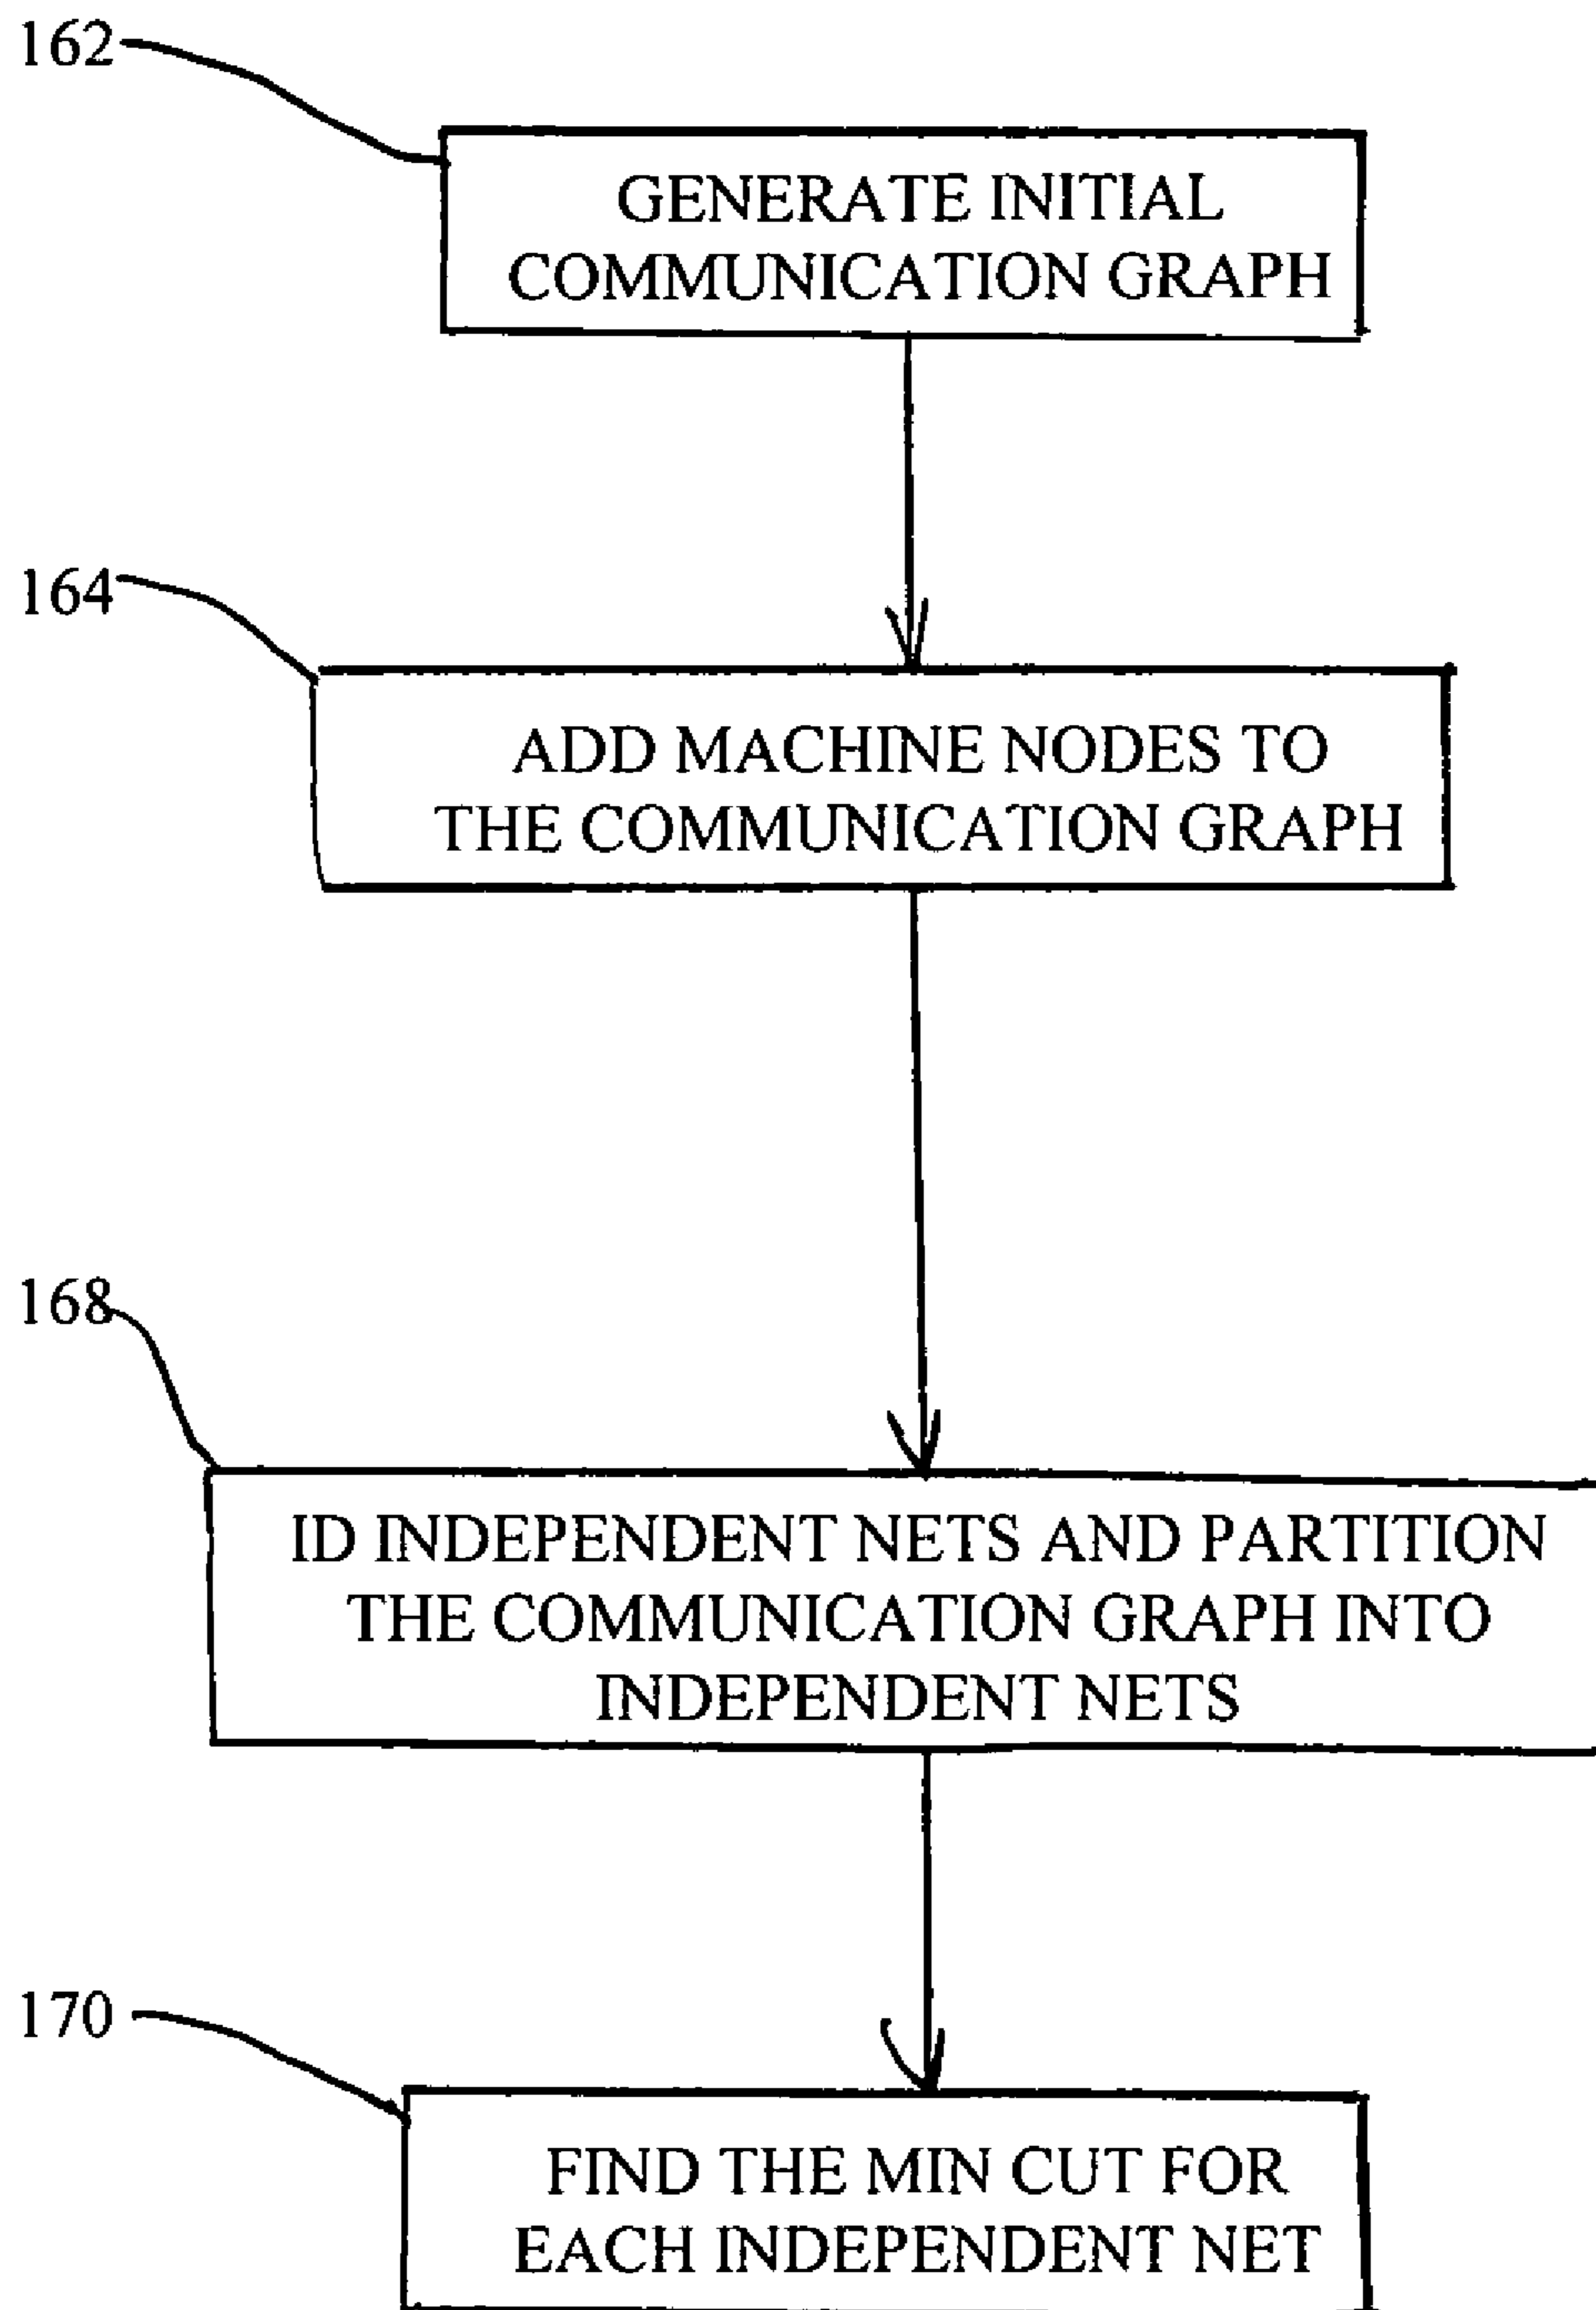 162
GENERATE INITIAL
COMMUNICATION GRAPH
164
ADD MACHINE NODES TO
THE COMMUNICATION GRAPH
168
ID INDEPENDENT NETS AND PARTITION
THE COMMUNICATION GRAPH INTO
INDEPENDENT NETS
170
FIND THE MIN CUT FOR
EACH INDEPENDENT NET